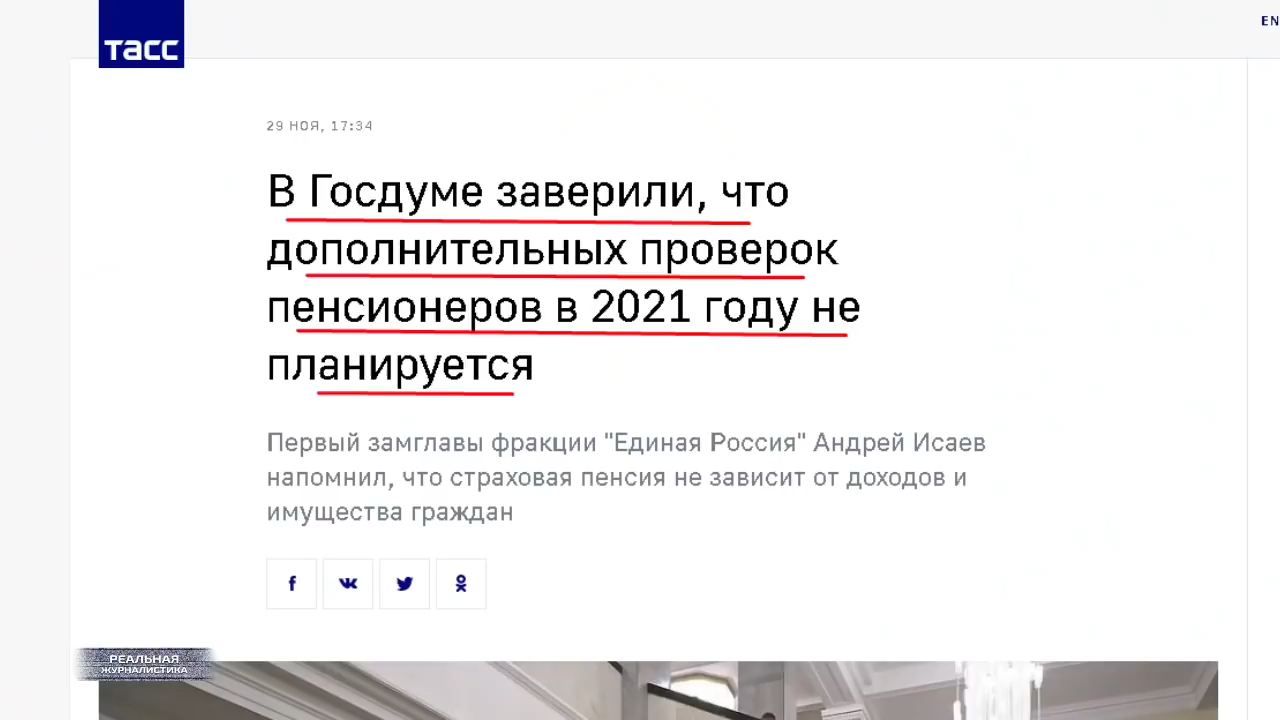 EN
тасс
29 НОЯ, 17:34
В Госдуме заверили, что
дополнительных проверок
пенсионеров в 2021 году не
планируется
Первый замглавы фракции "Единая Россия" Андрей Исаев
напомнил, что страховая пенсия не зависит от доходов и
имущества граждан
РЕАЛЬНАЯ
ЖУРНАЛИСТИКА